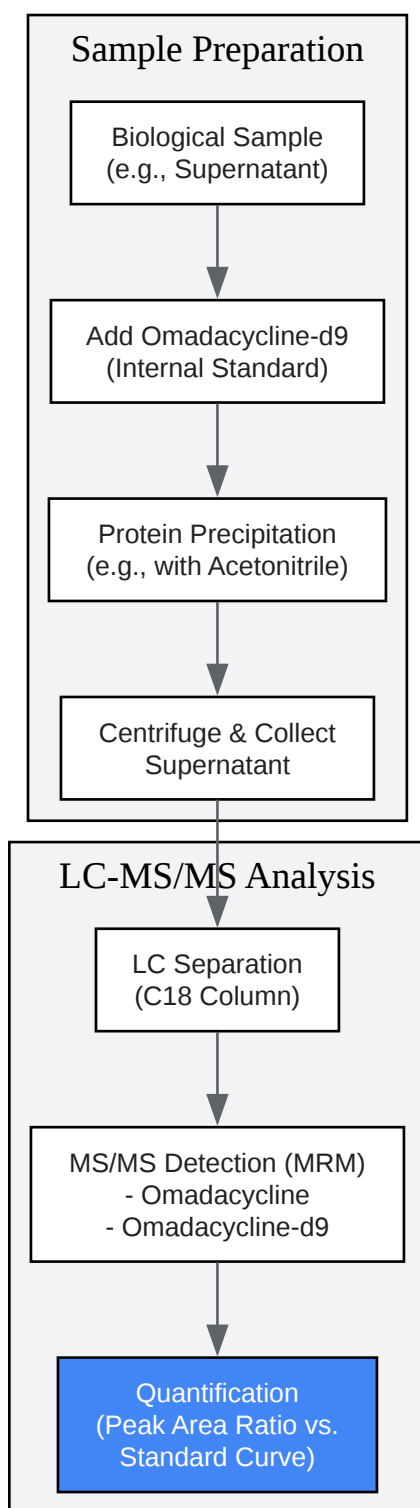 Sample Preparation
Biological Sample
(e.g., Supernatant)
Add Omadacycline-d9
(Internal Standard)
Protein Precipitation
(e.g., with Acetonitrile)
Centrifuge & Collect
Supernatant
LC-MS/MS Analysis
LC Separation
(C18 Column)
MS/MS Detection (MRM)
- Omadacycline
- Omadacycline-d9
Quantification
(Peak Area Ratio vs.
Standard Curve)